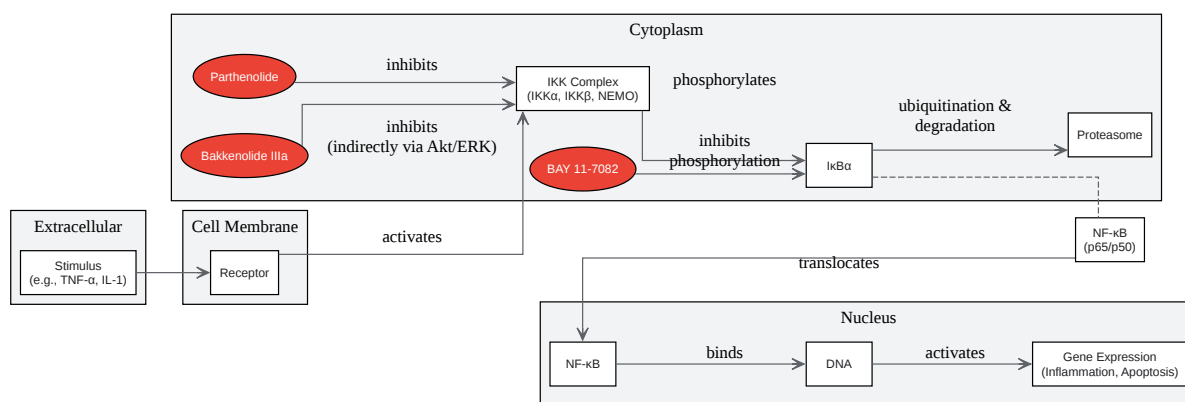 Cytoplasm
Parthenolide
inhibits
IKK Complex
(IKKα, IKKβ, NEMO)
phosphorylates
Bakkenolide IIIa
inhibits
(indirectly via Akt/ERK)
BAY 11-7082
inhibits
phosphorylation
IκBα
ubiquitination &
degradation
Proteasome
Extracellular
Stimulus
(e.g., TNF-α, IL-1)
Cell Membrane
Receptor
activates
NF-κB
(p65/p50)
translocates
Nucleus
NF-κB
binds
DNA
activates
Gene Expression
(Inflammation, Apoptosis)